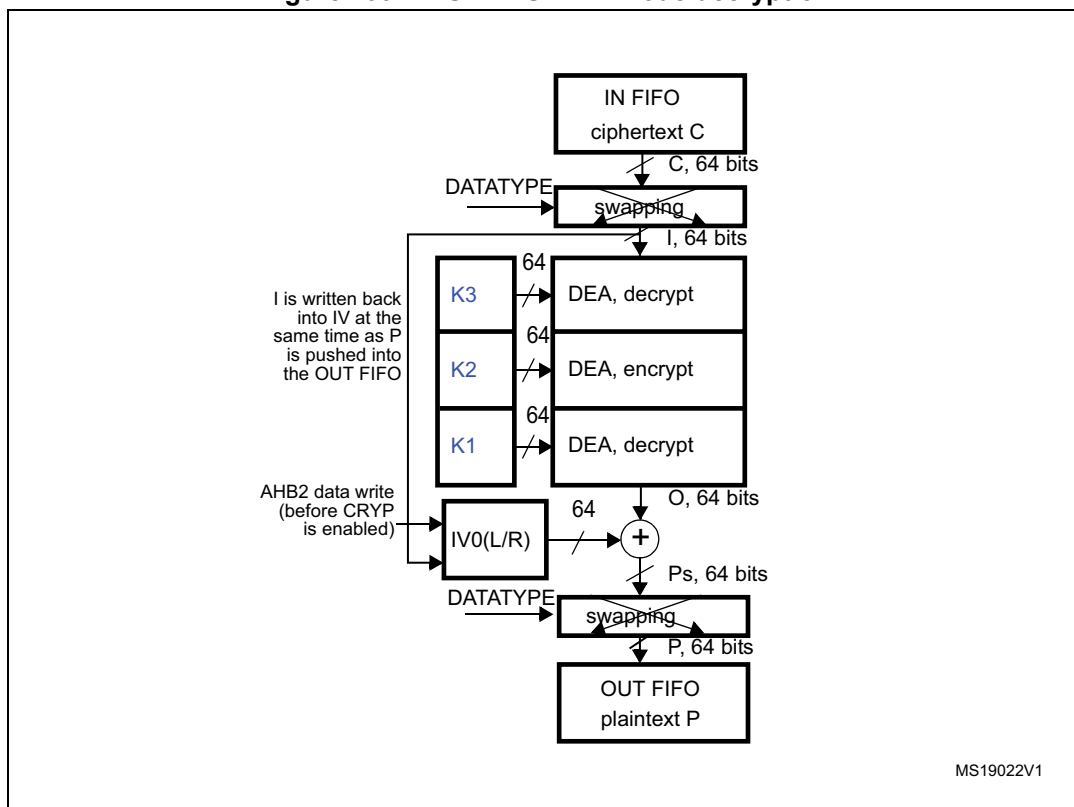 IN FIFO
ciphertext C
C, 64 bits
DATATYPE
swapping
I, 64 bits
I is written back
into IV at the
same time as P
is pushed into
the OUT FIFO
K3
64
DEA, decrypt
K2
64
DEA, encrypt
K1
64
DEA, decrypt
O, 64 bits
AHB2 data write
(before CRYP
is enabled)
IV0(L/R)
64
+
Ps, 64 bits
DATATYPE
swapping
P, 64 bits
OUT FIFO
plaintext P
MS19022V1